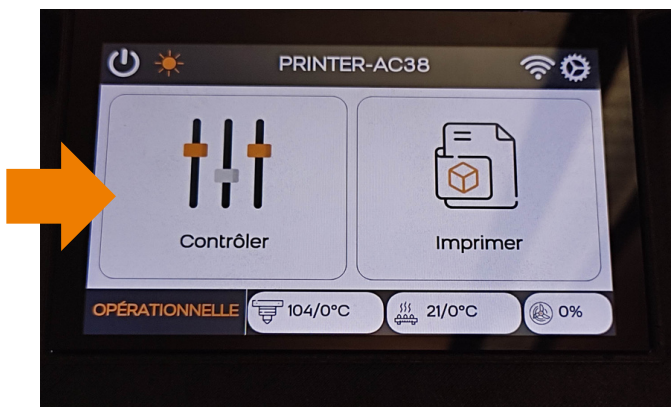 PRINTER-AC38
Contrôler
Imprimer
OPÉRATIONNELLE
104/0°C
21/0°C
0%